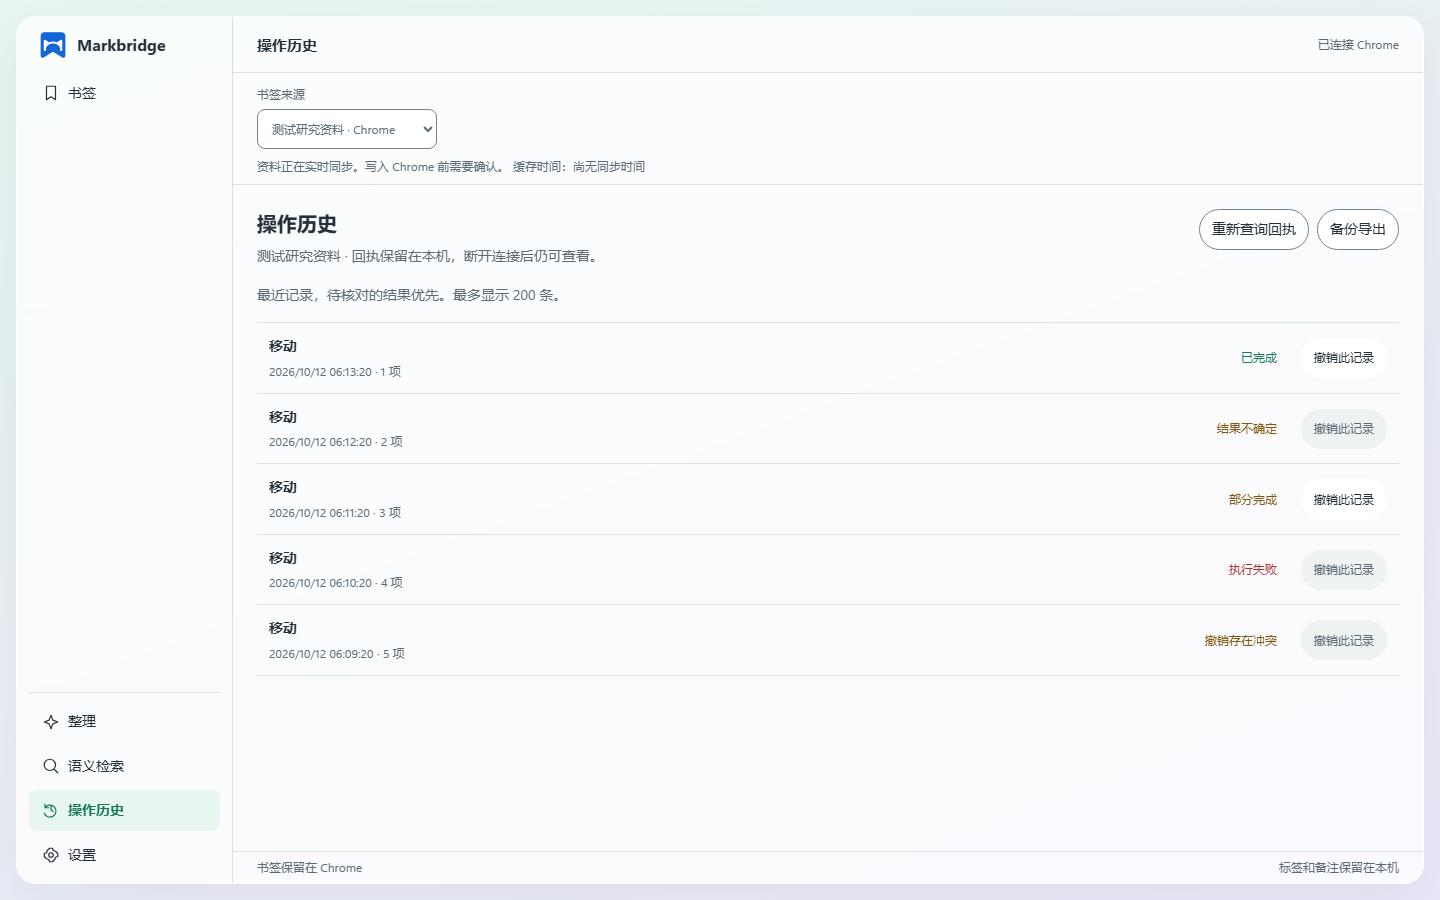 Markbridge
书签
整理
语义检索
操作历史
设置
操作历史
已连接 Chrome
书签来源
测试研究资料 · Chrome
资料正在实时同步。写入 Chrome 前需要确认。 缓存时间：尚无同步时间
操作历史
重新查询回执
备份导出
测试研究资料 · 回执保留在本机，断开连接后仍可查看。
最近记录，待核对的结果优先。最多显示 200 条。
移动
2026/10/12 06:13:20 · 1 项
已完成
撤销此记录
移动
2026/10/12 06:12:20 · 2 项
结果不确定
撤销此记录
移动
2026/10/12 06:11:20 · 3 项
部分完成
撤销此记录
移动
2026/10/12 06:10:20 · 4 项
执行失败
撤销此记录
移动
2026/10/12 06:09:20 · 5 项
撤销存在冲突
撤销此记录
书签保留在 Chrome
标签和备注保留在本机